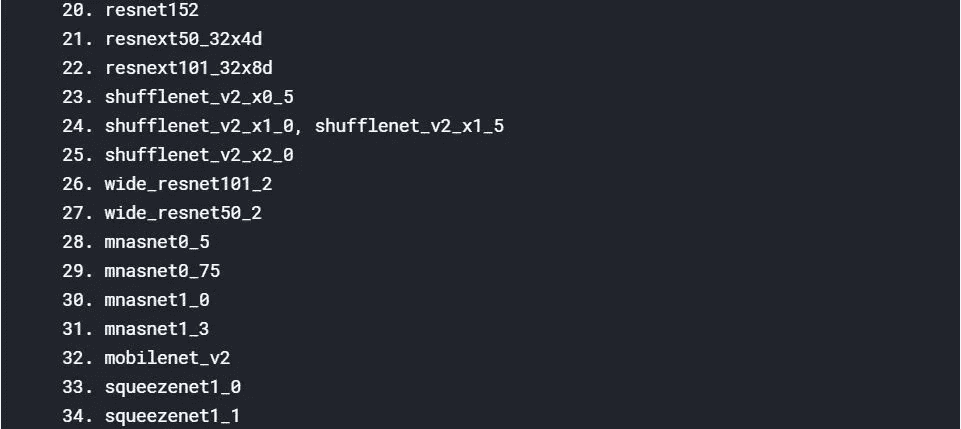 20. resnet152
21. resnext50_32x4d
22. resnext101_32x8d
23. shufflenet_v2_x0_5
24. shufflenet_v2_x1_0, shufflenet_v2_x1_5
25. shufflenet_v2_x2_0
26. wide_resnet101_2
27. wide_resnet50_2
28. mnasnet0_5
29. mnasnet0_75
30. mnasnet1_0
31. mnasnet1_3
32. mobilenet_v2
33. squeezenet1_0
34. squeezenet1_1